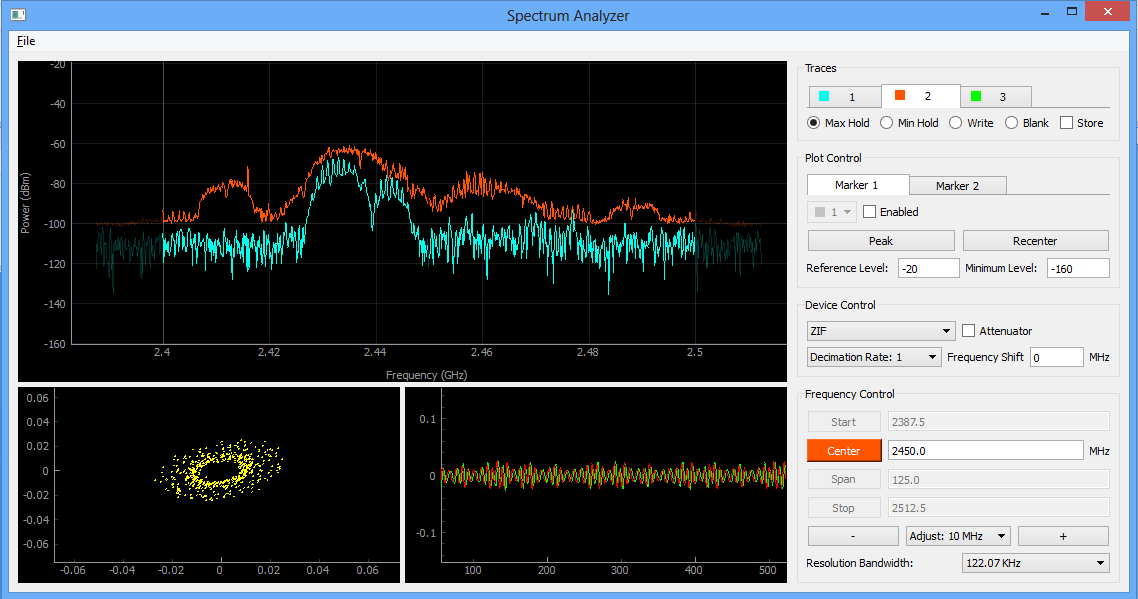 Spectrum Analyzer
File
-20
-40
-60
-80
-100
-120
-140
-160
Power (dBm)
2.4 2.42 2.44 2.46 2.48 2.5
Frequency (GHz)
0.06
0.04
0.02
0
-0.02
-0.04
-0.06
-0.06 -0.04 -0.02 0 0.02 0.04 0.06
0.1
0
-0.1
100 200 300 400 500
Traces
1 2 3
Max Hold Min Hold Write Blank Store
Plot Control
Marker 1 Marker 2
1 Enabled
Peak Recenter
Reference Level: -20 Minimum Level: -160
Device Control
ZIF Attenuator
Decimation Rate: 1 Frequency Shift 0 MHz
Frequency Control
Start 2387.5
Center 2450.0 MHz
Span 125.0
Stop 2512.5
- Adjust: 10 MHz +
Resolution Bandwidth: 122.07 KHz